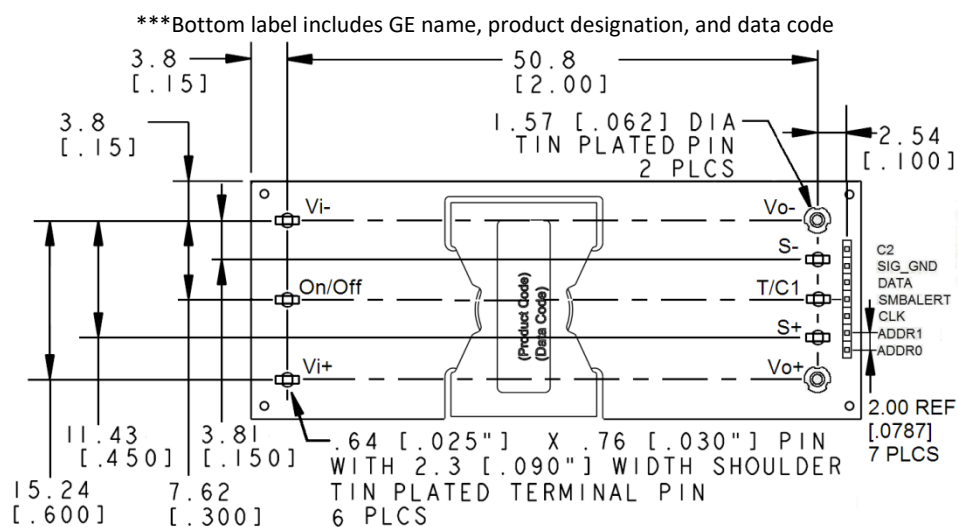 ***Bottom label includes GE name, product designation, and data code
3.8
[.15]
50.8
[2.00]
3.8
[.15]
1.57 [.062] DIA
TIN PLATED PIN
2 PLCS
2.54
[.100]
Vi-
Vo-
S-
On/Off
T/C1
S+
Vi+
Vo+
(Product Code)
(Data Code)
C2
SIG_GND
DATA
SMBALERT
CLK
ADDR1
ADDR0
2.00 REF
[.0787]
7 PLCS
11.43
[.450]
3.81
[.150]
15.24
[.600]
7.62
[.300]
.64 [.025"] X .76 [.030"] PIN
WITH 2.3 [.090"] WIDTH SHOULDER
TIN PLATED TERMINAL PIN
6 PLCS